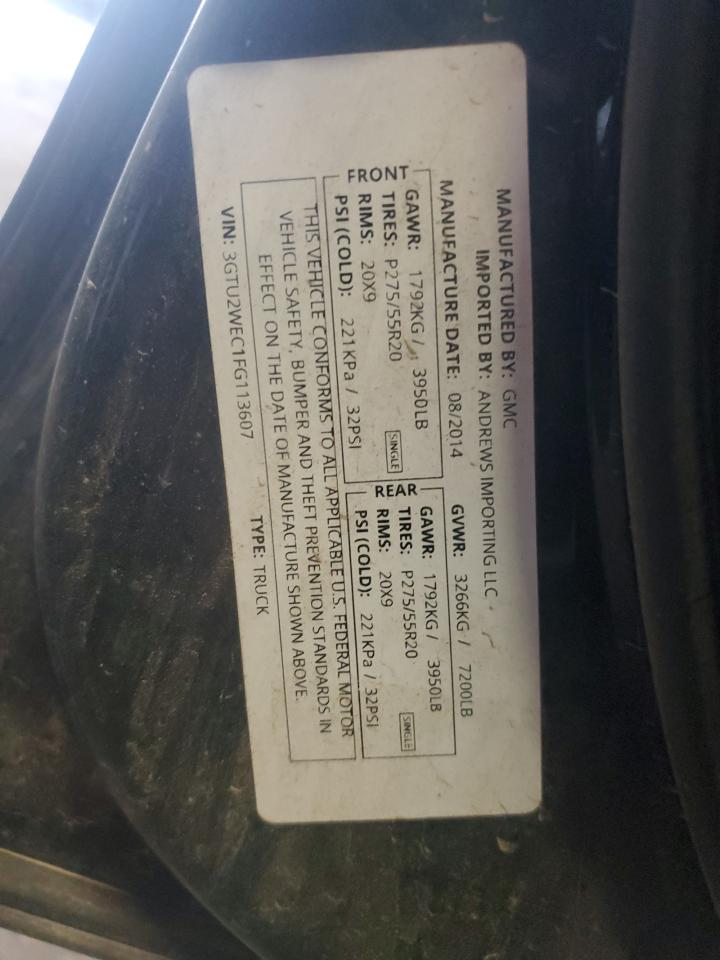 MANUFACTURED BY: GMC
IMPORTED BY: ANDREWS IMPORTING LLC
MANUFACTURE DATE: 08/2014 GVWR: 3266KG / 7200LB
FRONT
GAWR: 1792KG / 3950LB
TIRES: P275/55R20 SINGLE
RIMS: 20X9
PSI (COLD): 221KPa / 32PSI
REAR
GAWR: 1792KG / 3950LB
TIRES: P275/55R20 SINGLE
RIMS: 20X9
PSI (COLD): 221KPa / 32PSI
THIS VEHICLE CONFORMS TO ALL APPLICABLE U.S. FEDERAL MOTOR
VEHICLE SAFETY, BUMPER AND THEFT PREVENTION STANDARDS IN
EFFECT ON THE DATE OF MANUFACTURE SHOWN ABOVE.
VIN: 3GTU2WEC1FG113607 TYPE: TRUCK